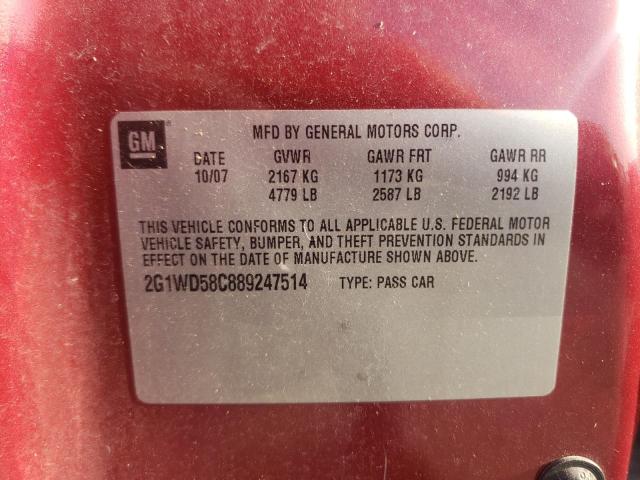 GM
MFD BY GENERAL MOTORS CORP.
DATE GVWR GAWR FRT GAWR RR
10/07 2167 KG 1173 KG 994 KG
4779 LB 2587 LB 2192 LB
THIS VEHICLE CONFORMS TO ALL APPLICABLE U.S. FEDERAL MOTOR
VEHICLE SAFETY, BUMPER, AND THEFT PREVENTION STANDARDS IN
EFFECT ON THE DATE OF MANUFACTURE SHOWN ABOVE.
2G1WD58C889247514 TYPE: PASS CAR